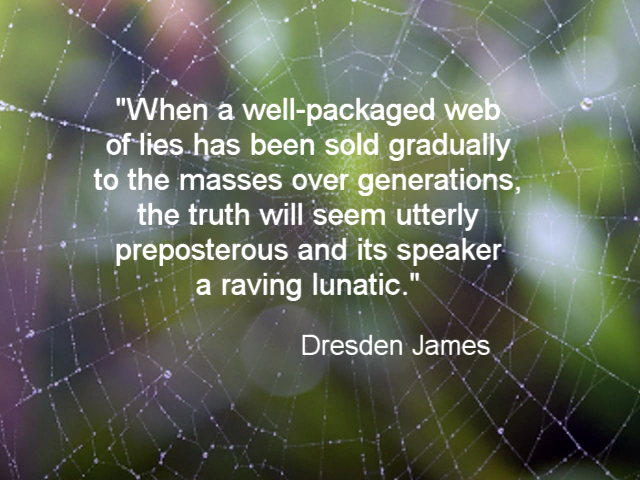 "When a well-packaged web
of lies has been sold gradually
to the masses over generations,
the truth will seem utterly
preposterous and its speaker
a raving lunatic."
Dresden James